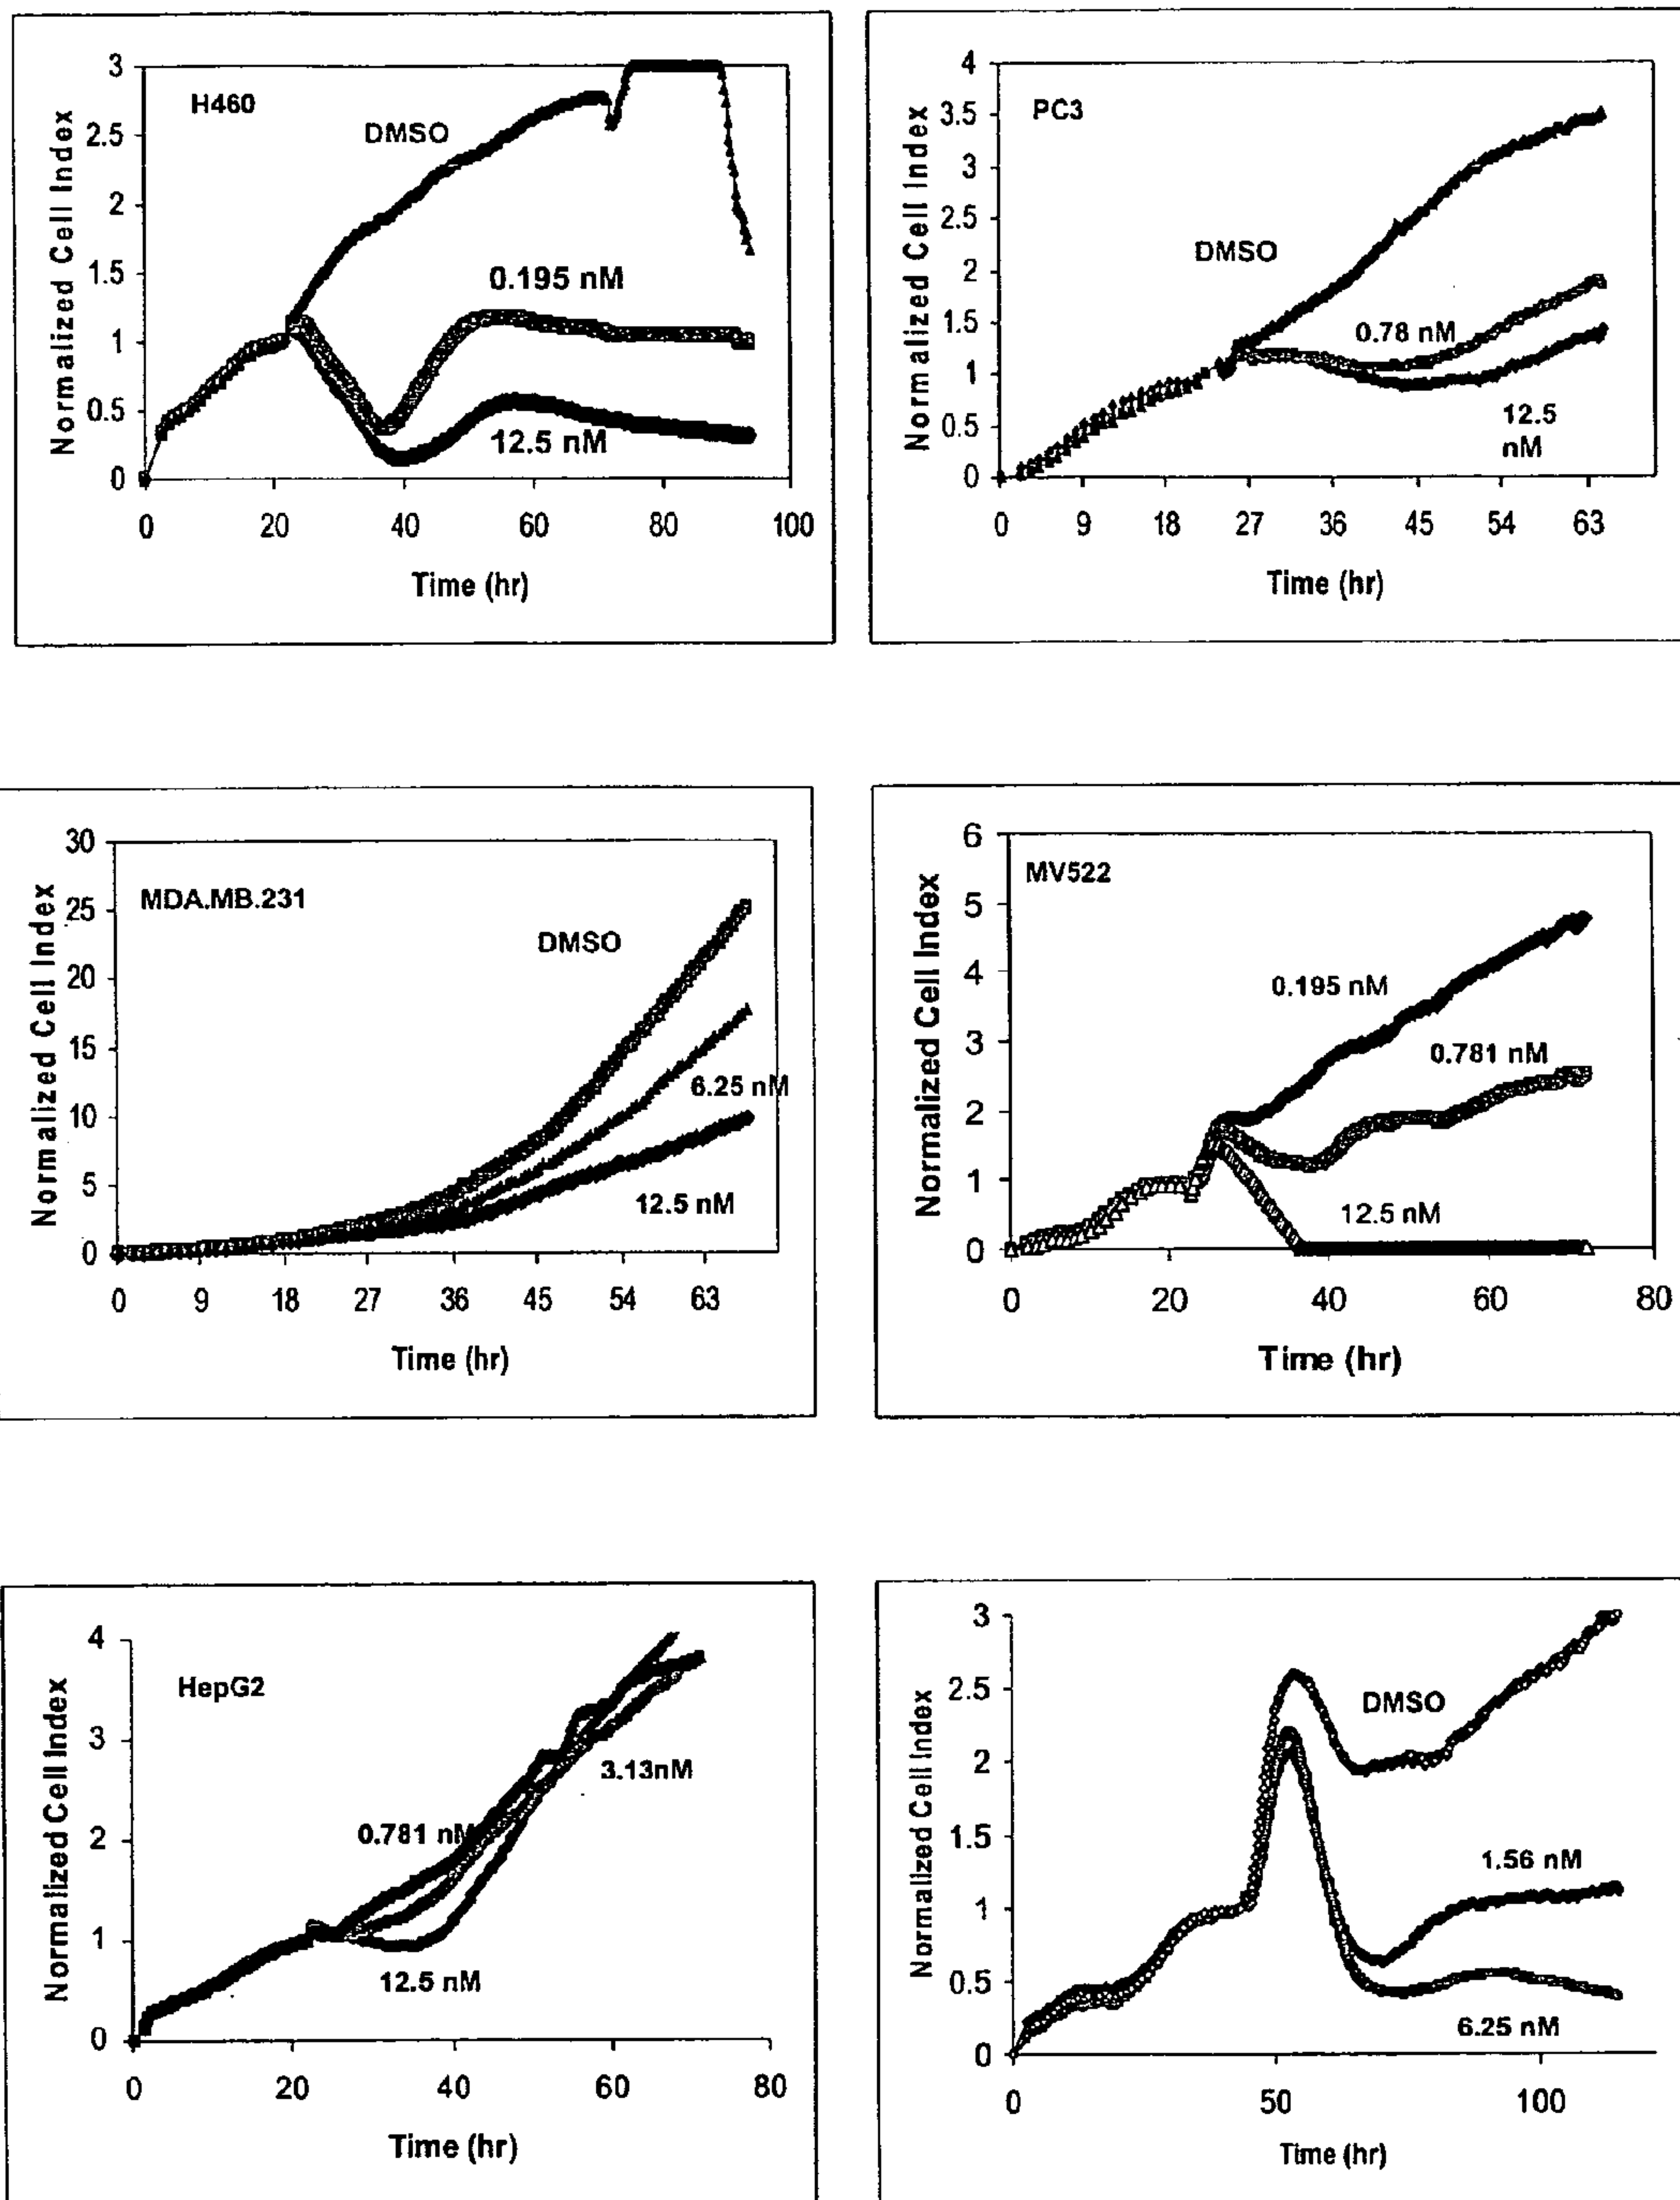 H460
DMSO
0.195 nM
12.5 nM
Normalized Cell Index
3
2.5
2
1.5
1
0.5
0
0 20 40 60 80 100
Time (hr)
PC3
DMSO
0.78 nM
12.5
nM
Normalized Cell Index
4
3.5
3
2.5
2
1.5
1
0.5
0
0 9 18 27 36 45 54 63
Time (hr)
MDA.MB.231
DMSO
6.25 nM
12.5 nM
Normalized Cell Index
30
25
20
15
10
5
0
0 9 18 27 36 45 54 63
Time (hr)
MV522
0.195 nM
0.781 nM
12.5 nM
Normalized Cell Index
6
5
4
3
2
1
0
0 20 40 60 80
Time (hr)
HepG2
3.13nM
0.781 nM
12.5 nM
Normalized Cell Index
4
3
2
1
0
0 20 40 60 80
Time (hr)
DMSO
1.56 nM
6.25 nM
Normalized Cell Index
3
2.5
2
1.5
1
0.5
0
0 50 100
Time (hr)